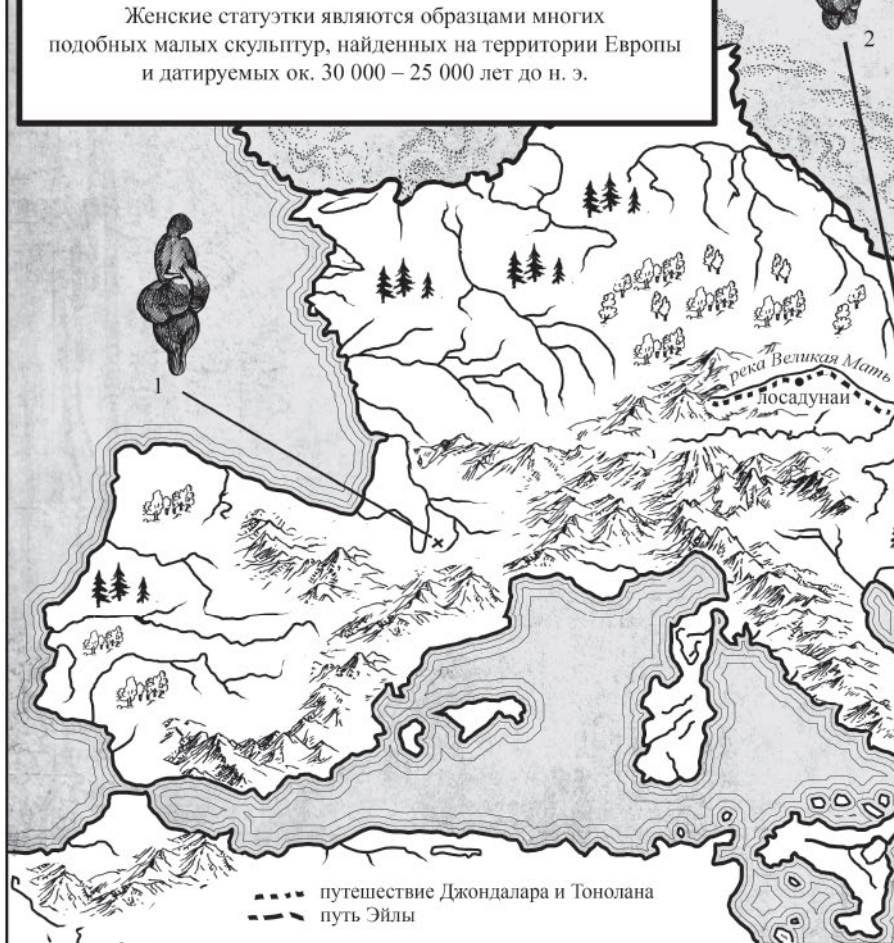 Женские статуэтки являются образцами многих
подобных малых скульптур, найденных на территории Европы
и датируемых ок. 30 000 – 25 000 лет до н. э.
2
1
река Великая Мать
лосадунаи
путешествие Джондалара и Тонолана
путь Эйлы